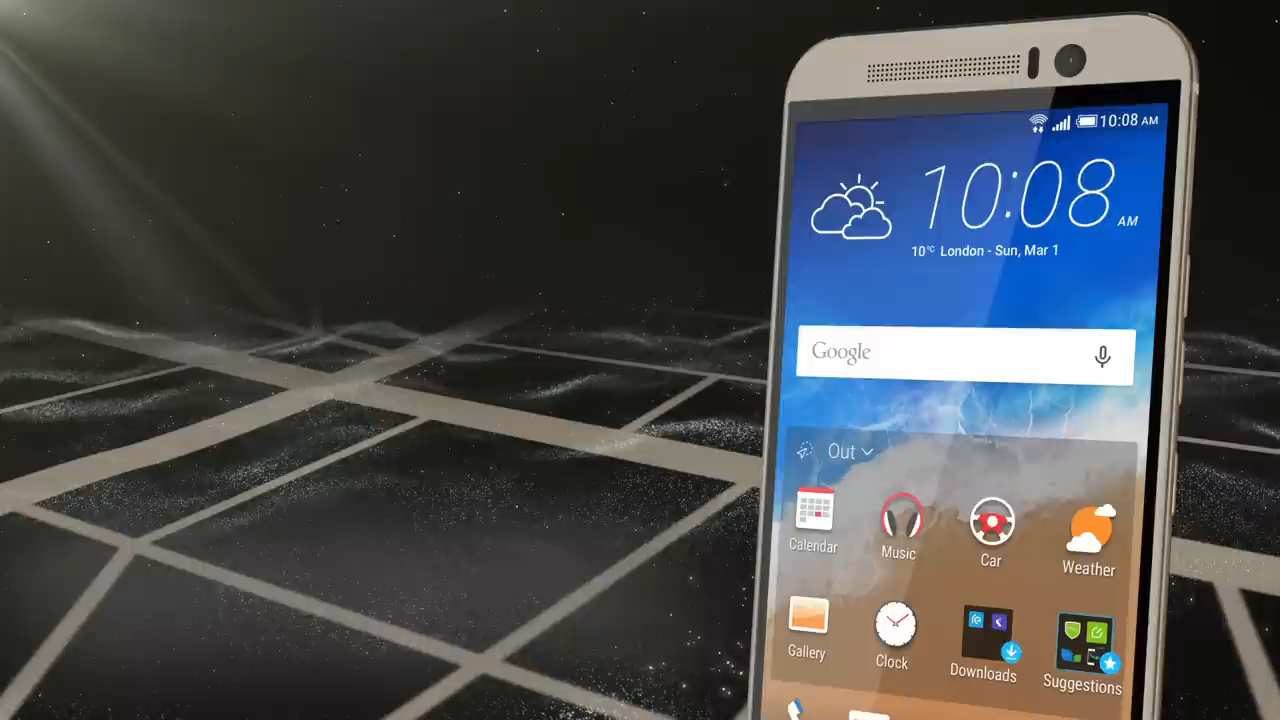 10:08 AM
10:08 AM
10°C London - Sun, Mar 1
Google
Out
Calendar
Music
Car
Weather
Gallery
Clock
Downloads
Suggestions